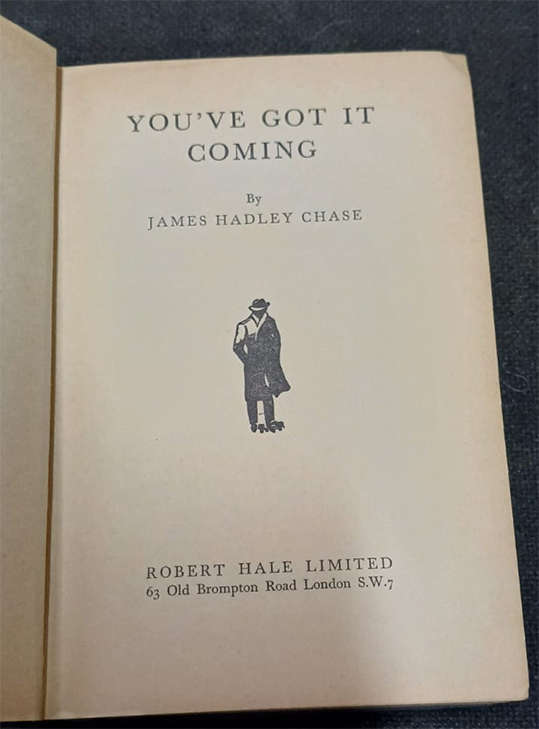 YOU'VE GOT IT
COMING
By
JAMES HADLEY CHASE
ROBERT HALE LIMITED
63 Old Brompton Road London S.W.7